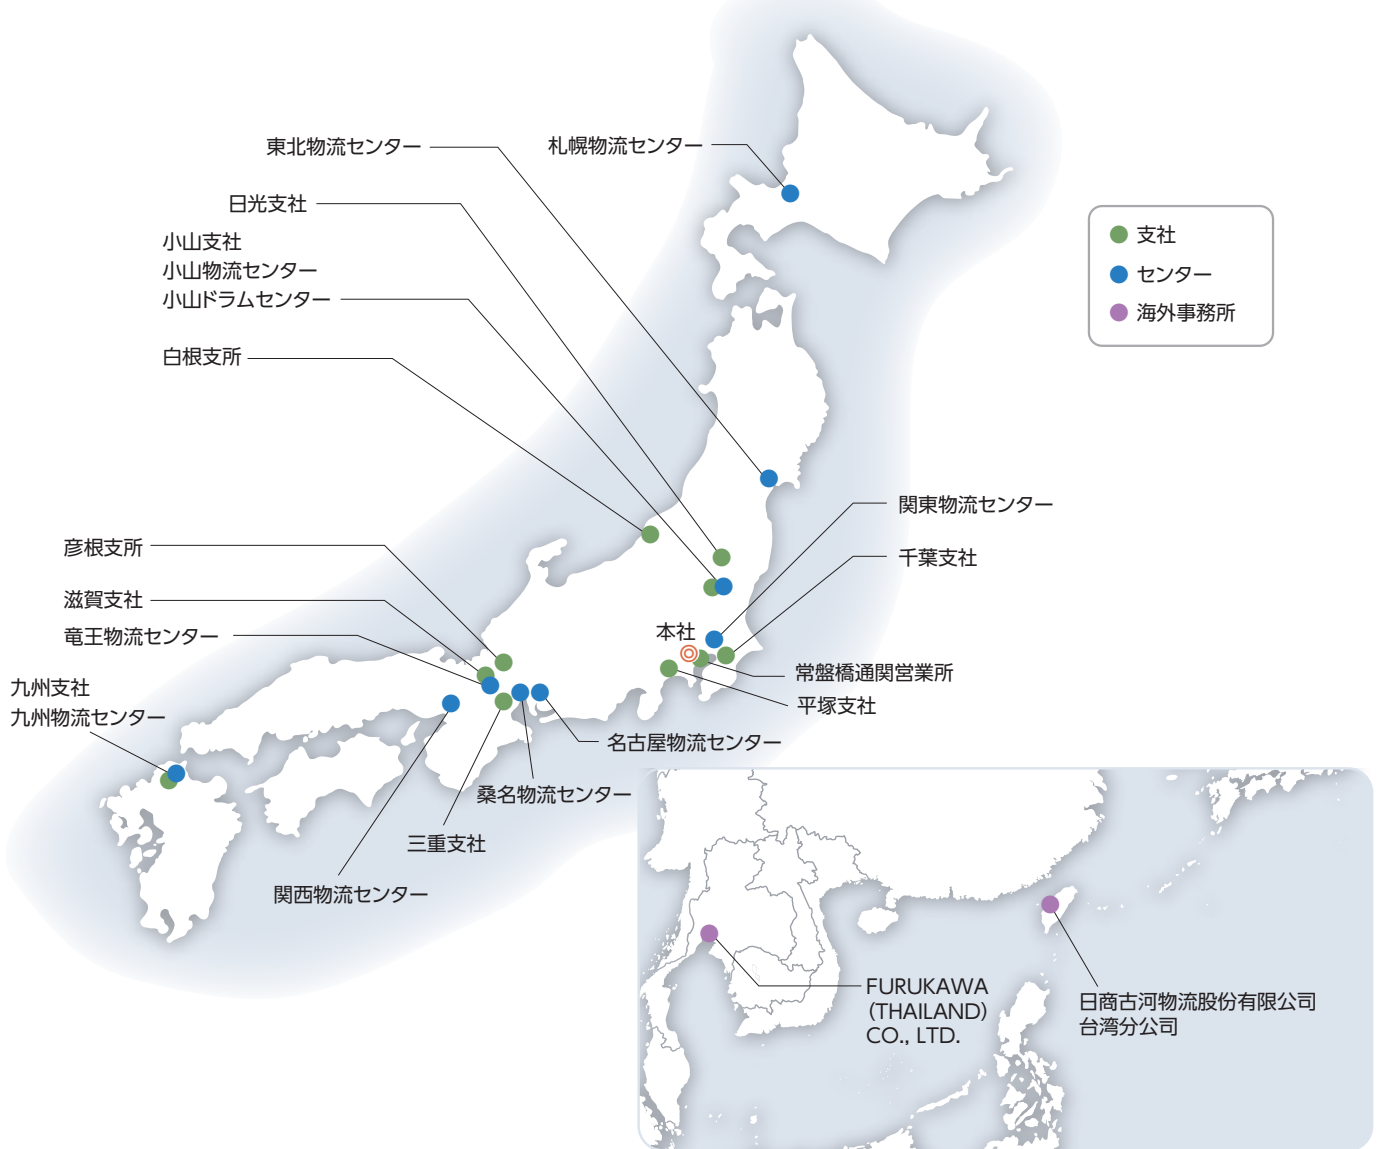 東北物流センター
札幌物流センター
日光支社
小山支社
小山物流センター
小山ドラムセンター
白根支所
支社
センター
海外事務所
関東物流センター
千葉支社
彦根支所
滋賀支社
竜王物流センター
本社
常盤橋通関営業所
平塚支社
九州支社
九州物流センター
名古屋物流センター
桑名物流センター
三重支社
関西物流センター
FURUKAWA
(THAILAND)
CO., LTD.
日商古河物流股份有限公司
台湾分公司